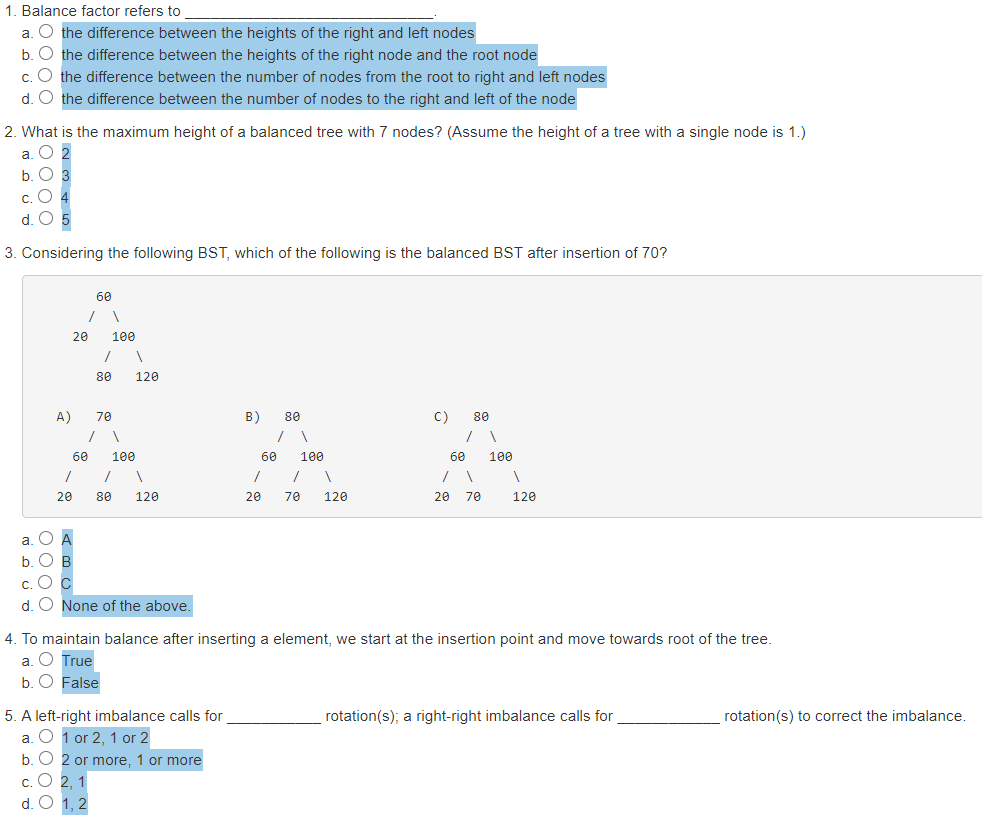 1. Balance factor refers to ______________________________.
a. the difference between the heights of the right and left nodes
b. the difference between the heights of the right node and the root node
c. the difference between the number of nodes from the root to right and left nodes
d. the difference between the number of nodes to the right and left of the node
2. What is the maximum height of a balanced tree with 7 nodes? (Assume the height of a tree with a single node is 1.)
a. 2
b. 3
c. 4
d. 5
3. Considering the following BST, which of the following is the balanced BST after insertion of 70?
60
/ \
20 100
/ \
80 120
A) 70 B) 80 C) 80
/ \ / \ / \
60 100 60 100 60 100
/ / \ / / \ / \ \
20 80 120 20 70 120 20 70 120
a. A
b. B
c. C
d. None of the above.
4. To maintain balance after inserting a element, we start at the insertion point and move towards root of the tree.
a. True
b. False
5. A left-right imbalance calls for ___________ rotation(s); a right-right imbalance calls for ____________ rotation(s) to correct the imbalance.
a. 1 or 2, 1 or 2
b. 2 or more, 1 or more
c. 2, 1
d. 1, 2